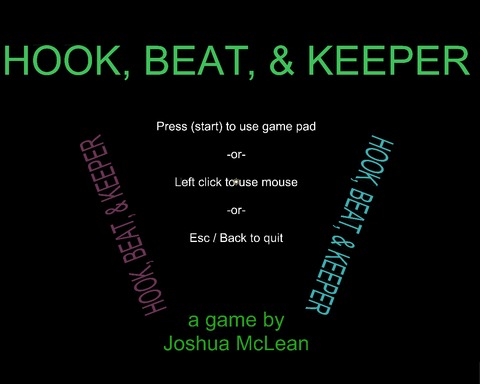 HOOK, BEAT, & KEEPER
Press (start) to use game pad
-or-
Left click to use mouse
-or-
Esc / Back to quit
HOOK, BEAT, & KEEPER
HOOK, BEAT, & KEEPER
a game by
Joshua McLean